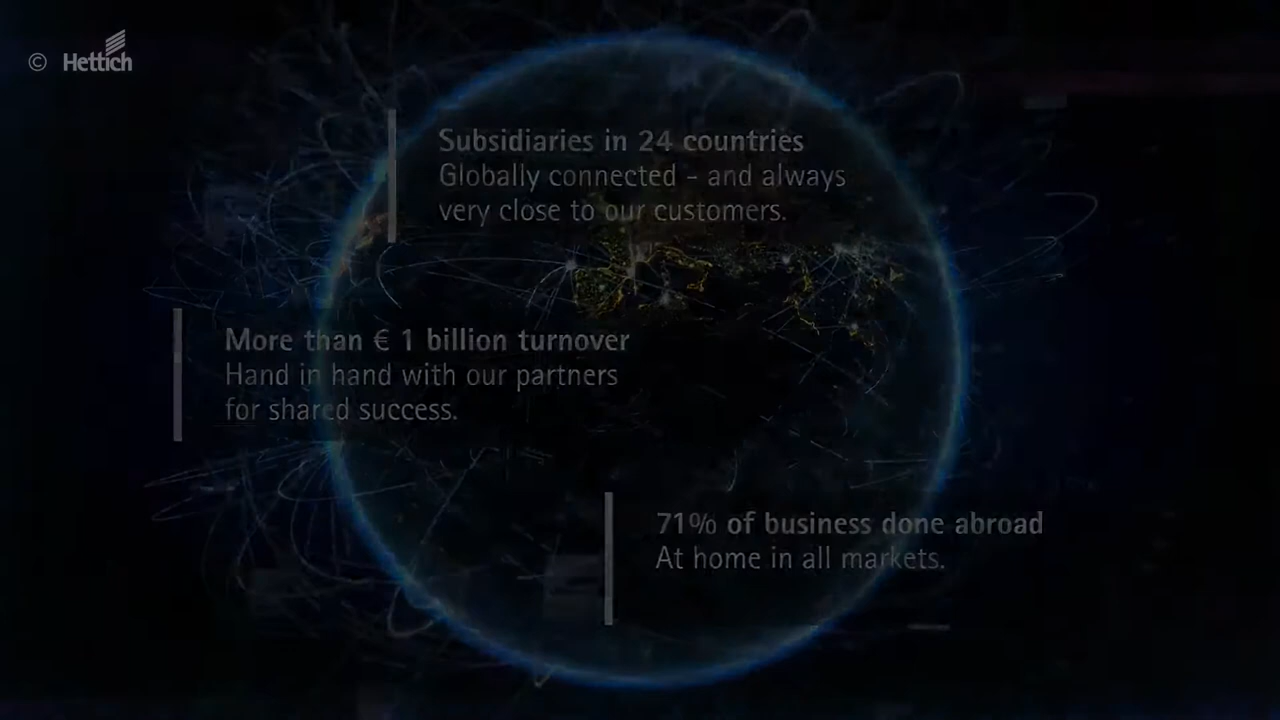 © Hettich
Subsidiaries in 24 countries
Globally connected - and always
very close to our customers.
More than € 1 billion turnover
Hand in hand with our partners
for shared success.
71% of business done abroad
At home in all markets.